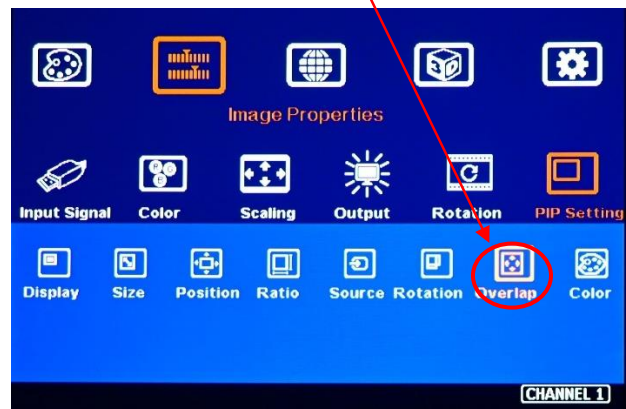 3D
Image Properties
R G B
Input Signal Color Scaling Output Rotation PIP Setting
Display Size Position Ratio Source Rotation Overlap Color
CHANNEL 1